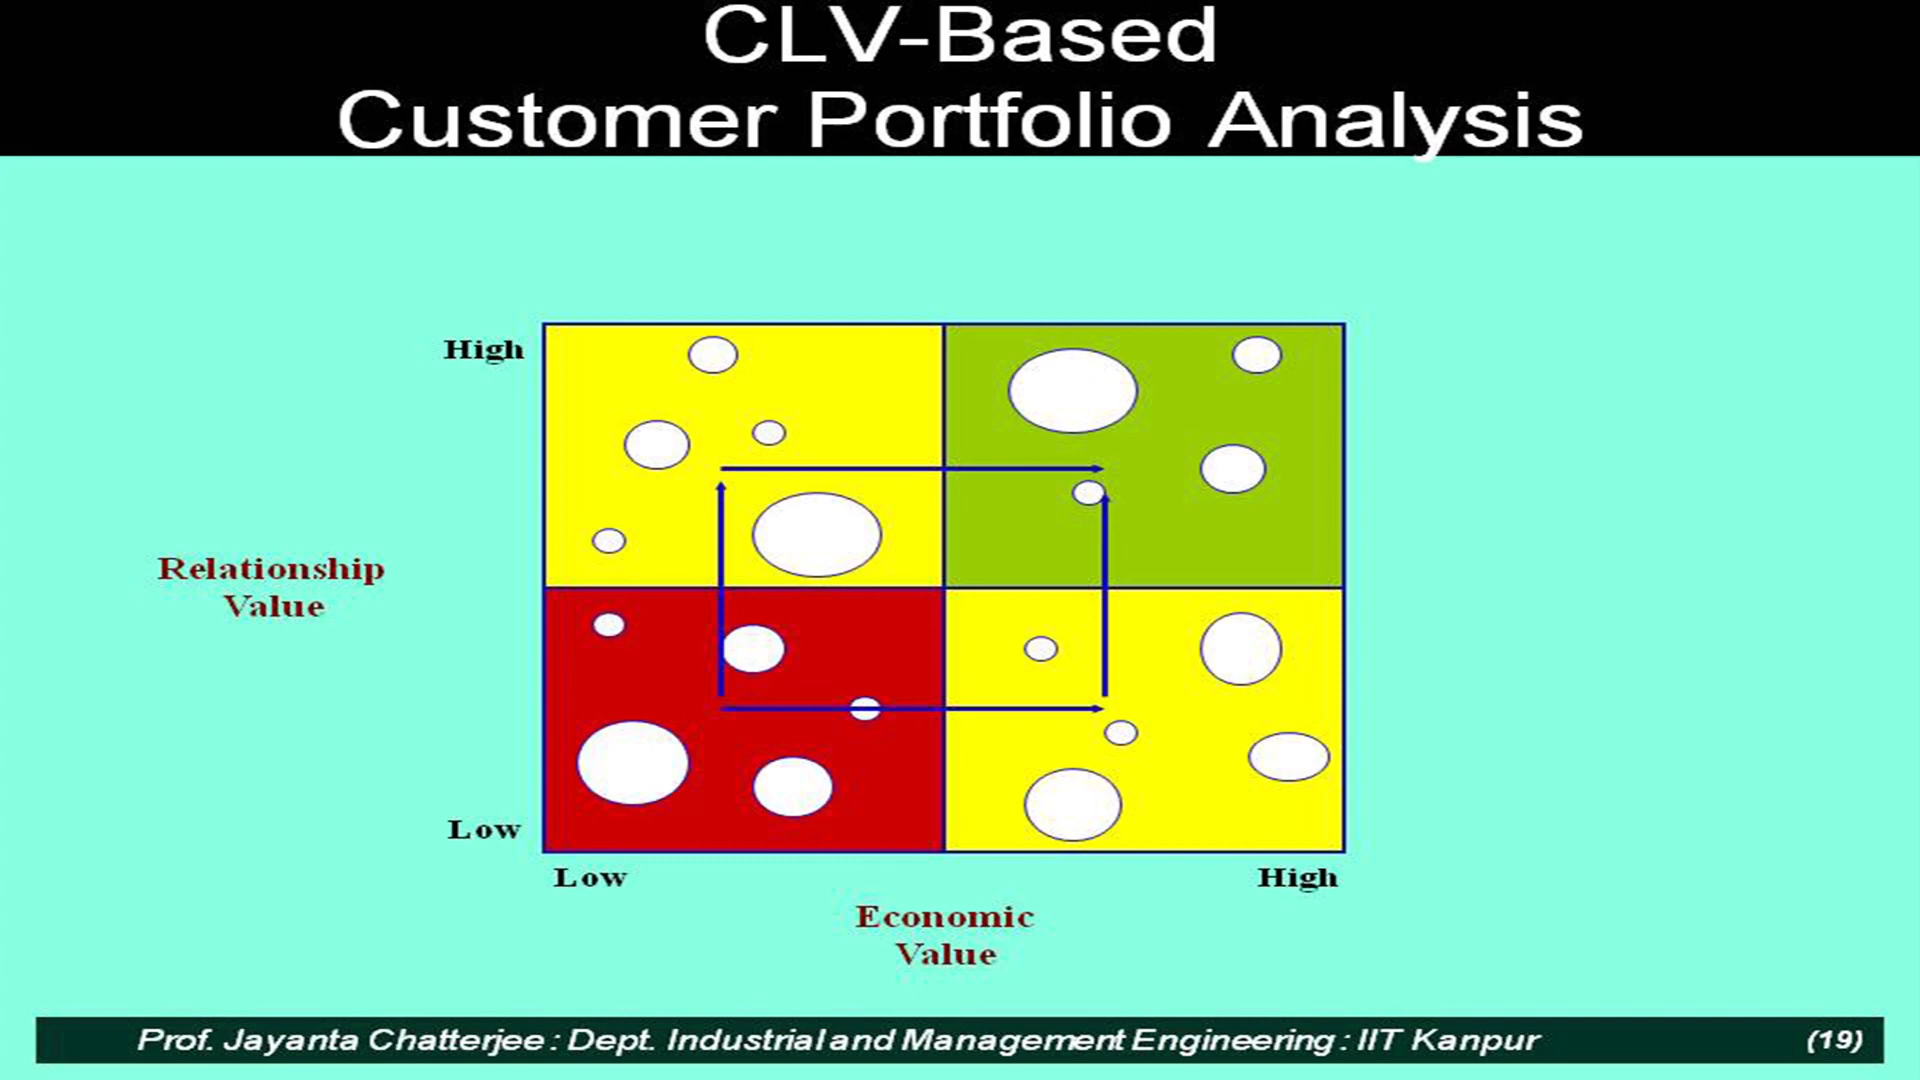 CLV-Based
Customer Portfolio Analysis
High
Relationship
Value
Low
Low
High
Economic
Value
Prof. Jayanta Chatterjee : Dept. Industrial and Management Engineering : IIT Kanpur
(19)